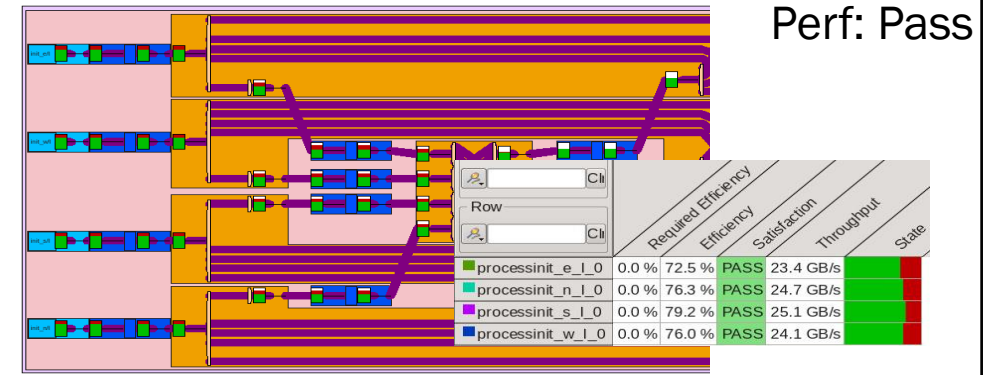 Perf: Pass
Cli
Row
Cli
Required Efficiency
Efficiency
Satisfaction
Throughput
State
processinit_e_l_0 0.0 % 72.5 % PASS 23.4 GB/s
processinit_n_l_0 0.0 % 76.3 % PASS 24.7 GB/s
processinit_s_l_0 0.0 % 79.2 % PASS 25.1 GB/s
processinit_w_l_0 0.0 % 76.0 % PASS 24.1 GB/s